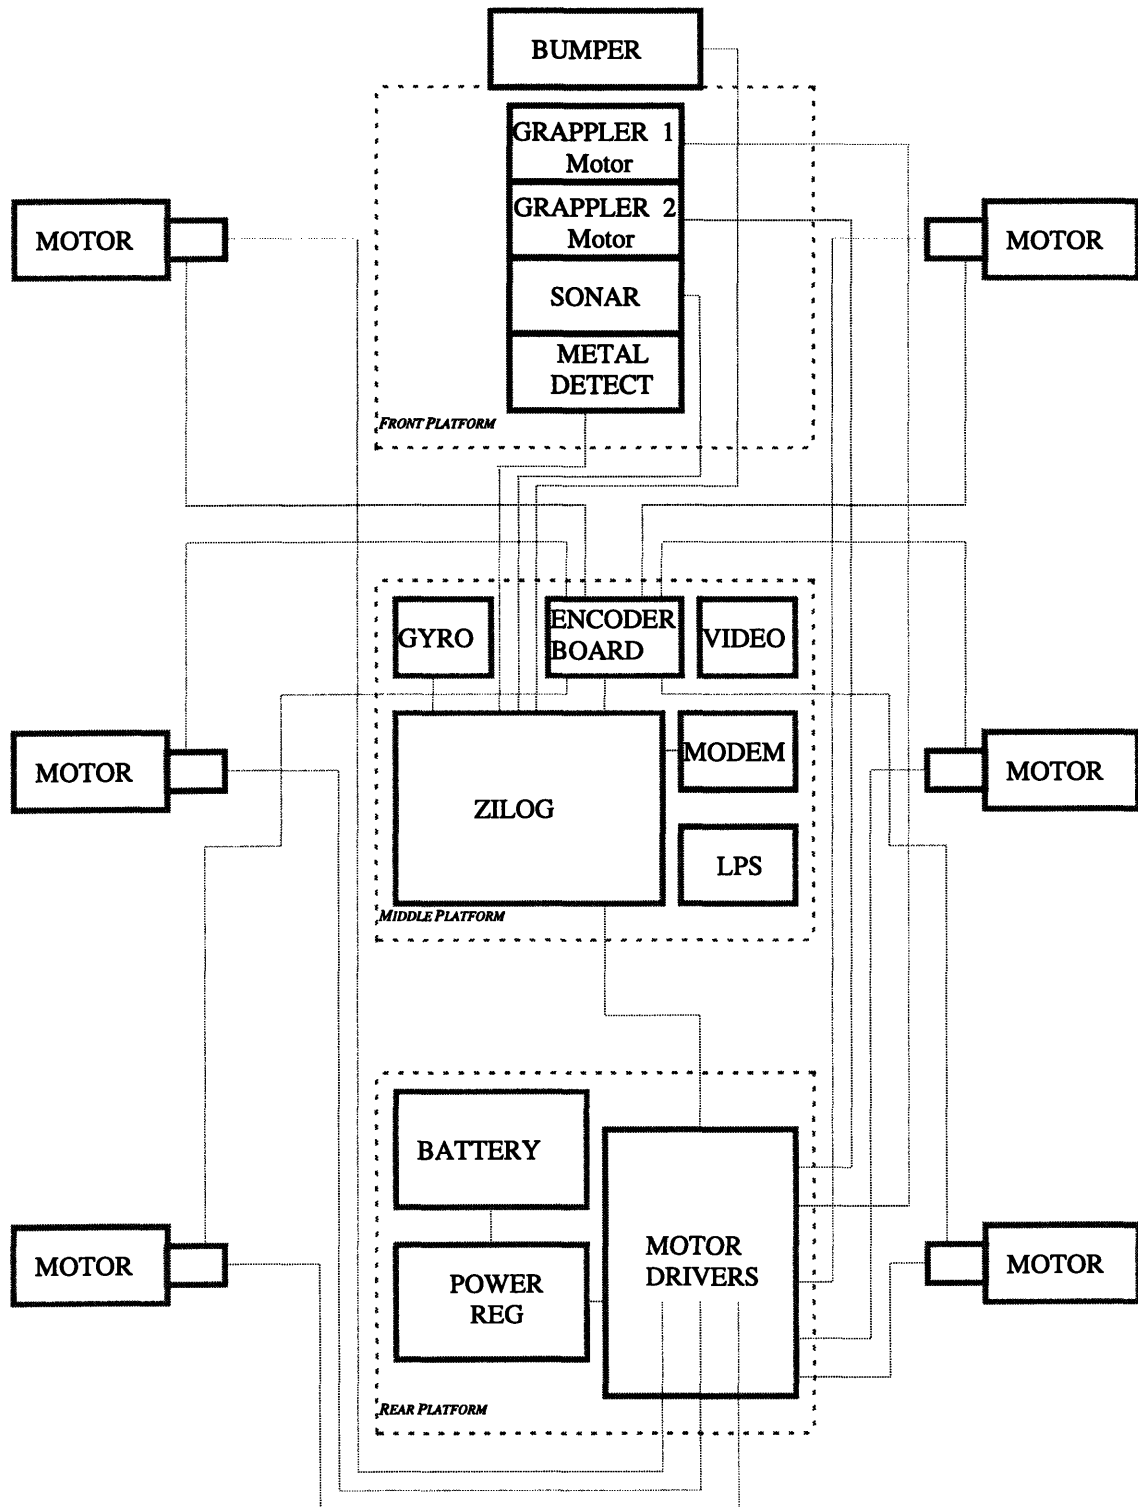 BUMPER
GRAPPLER 1
Motor
GRAPPLER 2
Motor
MOTOR
MOTOR
SONAR
METAL
DETECT
FRONT PLATFORM
GYRO
ENCODER
BOARD
VIDEO
MOTOR
MODEM
MOTOR
ZILOG
LPS
MIDDLE PLATFORM
BATTERY
MOTOR
POWER
REG
MOTOR
DRIVERS
MOTOR
REAR PLATFORM